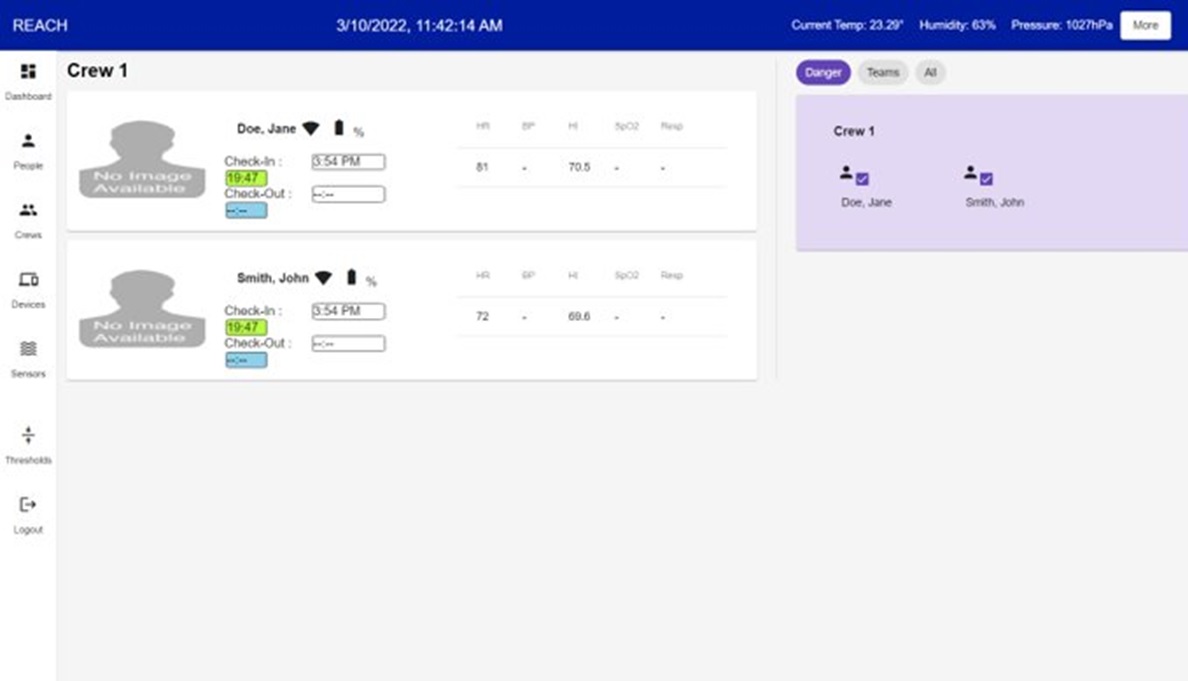 REACH 3/10/2022, 11:42:14 AM Current Temp: 23.29° Humidity: 63% Pressure: 1027hPa More
Dashboard
People
Crews
Devices
Sensors
Thresholds
Logout
Crew 1
No Image
Available
Doe, Jane %
Check-In : 3:54 PM
19:47
Check-Out : --:--
--:--
HR BP HI SpO2 Resp
81 - 70.5 - -
No Image
Available
Smith, John %
Check-In : 3:54 PM
19:47
Check-Out : --:--
--:--
HR BP HI SpO2 Resp
72 - 69.6 - -
Danger Teams All
Crew 1
Doe, Jane Smith, John